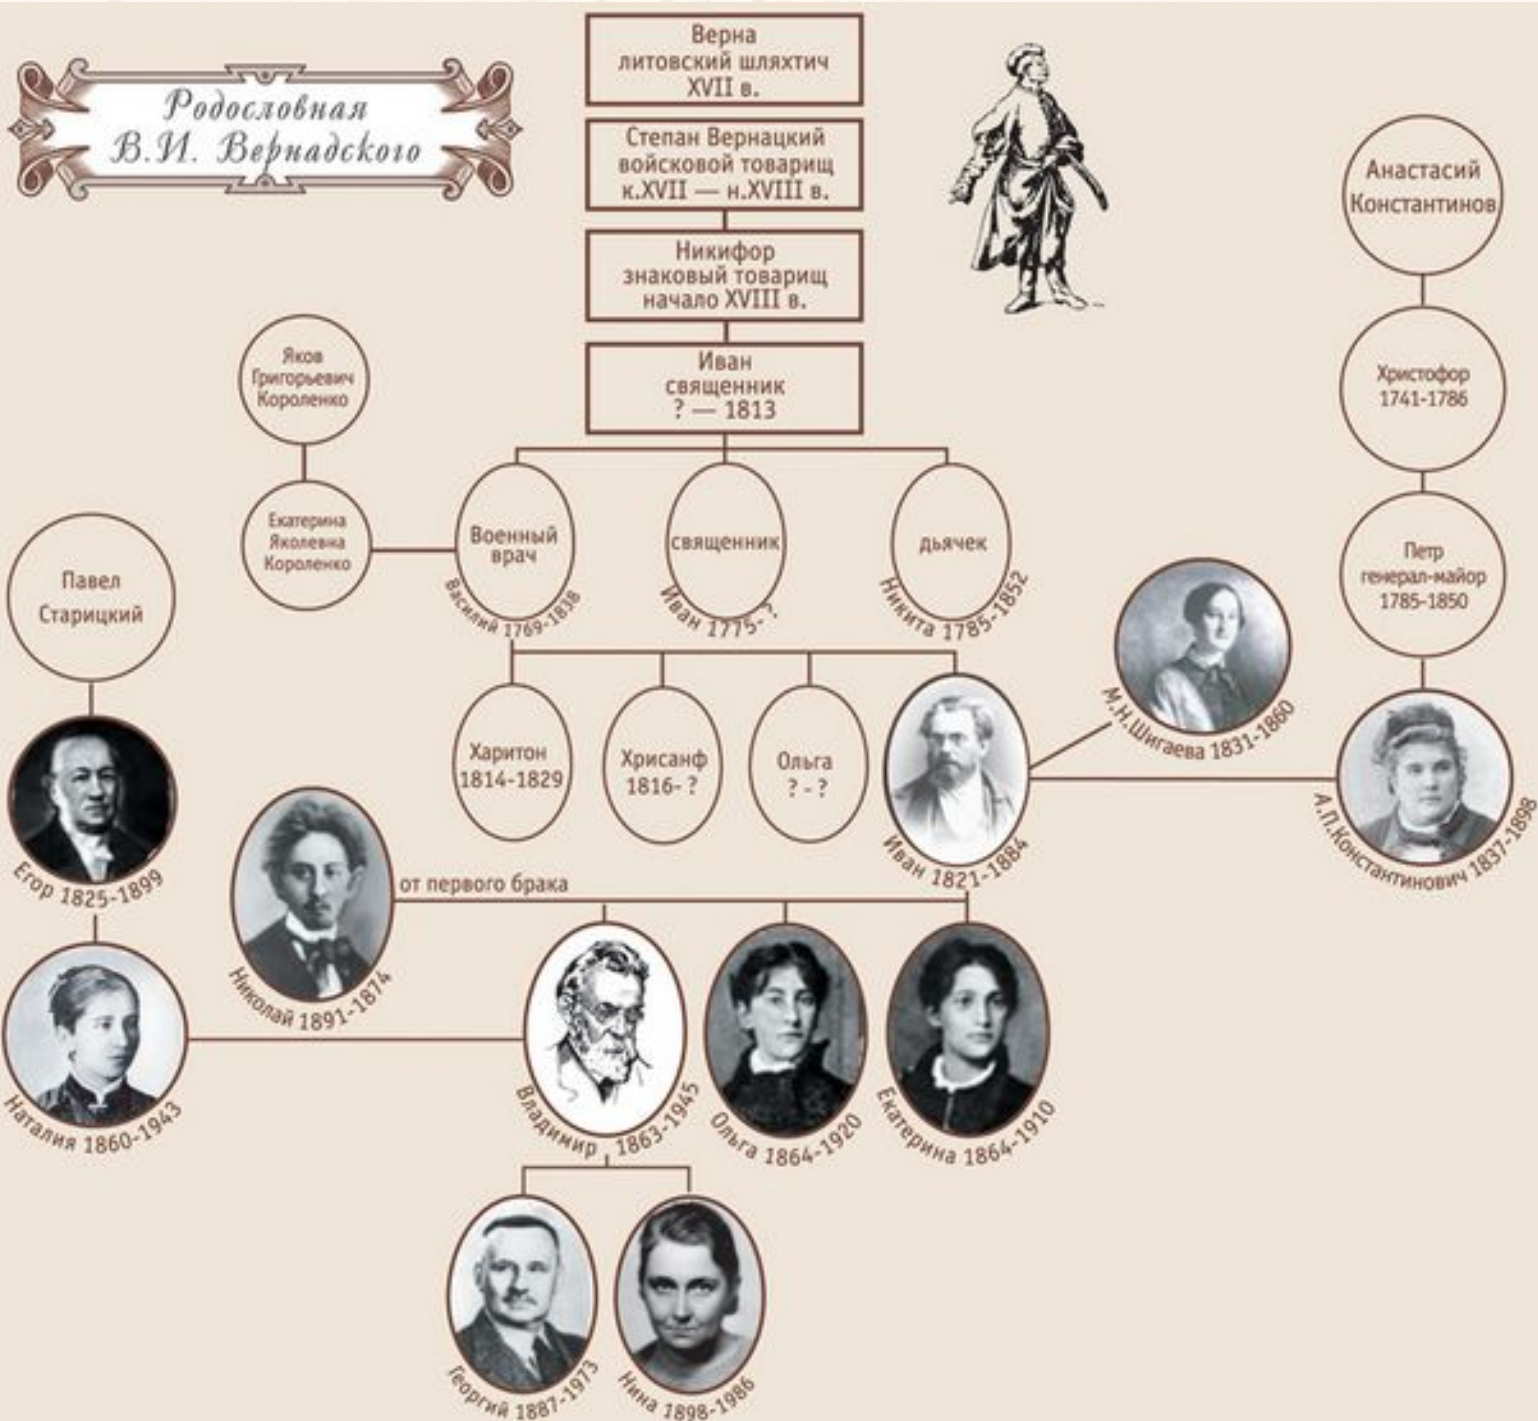 Родословная
В.И. Вернадского
Верна
литовский шляхтич
XVII в.
Степан Вернацкий
войсковой товарищ
к.XVII — н.XVIII в.
Никифор
знаковый товарищ
начало XVIII в.
Иван
священник
? — 1813
Анастасий
Константинов
Христофор
1741-1786
Петр
генерал-майор
1785-1850
Яков
Григорьевич
Короленко
Екатерина
Яколевна
Короленко
Военный
врач
Василий 1769-1838
священник
Иван 1775-?
дьячек
Никита 1785-1852
Павел
Старицкий
Егор 1825-1899
Харитон
1814-1829
Хрисанф
1816- ?
Ольга
? - ?
Иван 1821-1884
М.Н.Шигаева 1831-1860
А.П.Константинович 1837-1898
от первого брака
Николай 1891-1874
Наталия 1860-1943
Владимир 1863-1945
Ольга 1864-1920
Екатерина 1864-1910
Георгий 1887-1973
Нина 1898-1986